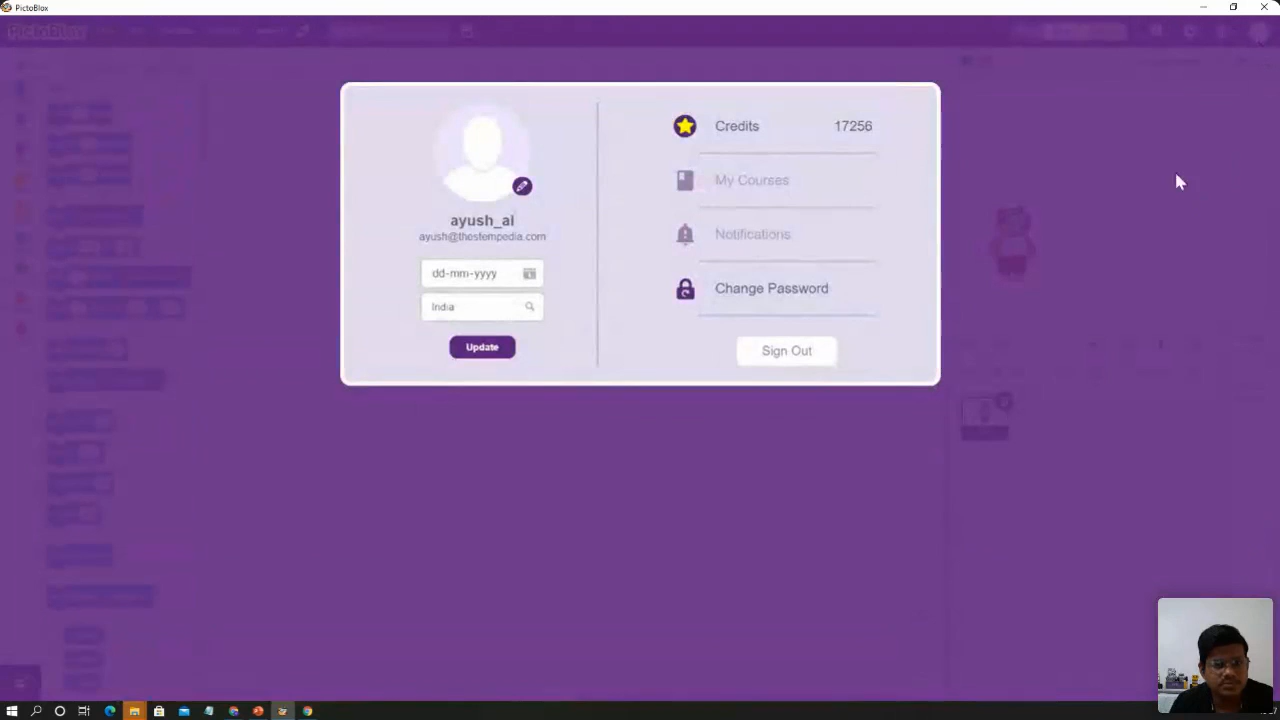 PictoBlox
PictoBlox
ayush_ai
ayush@thestempedia.com
dd-mm-yyyy
India
Update
Credits 17256
My Courses
Notifications
Change Password
Sign Out